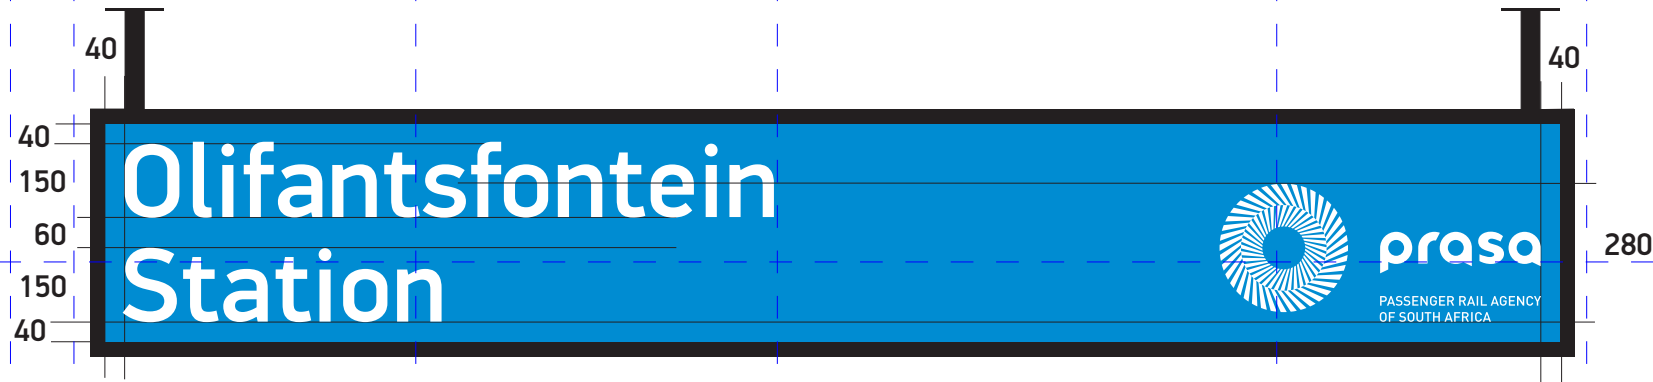 40
40
40
150
60
150
40
280
Olifantsfontein
Station
prasa
PASSENGER RAIL AGENCY
OF SOUTH AFRICA